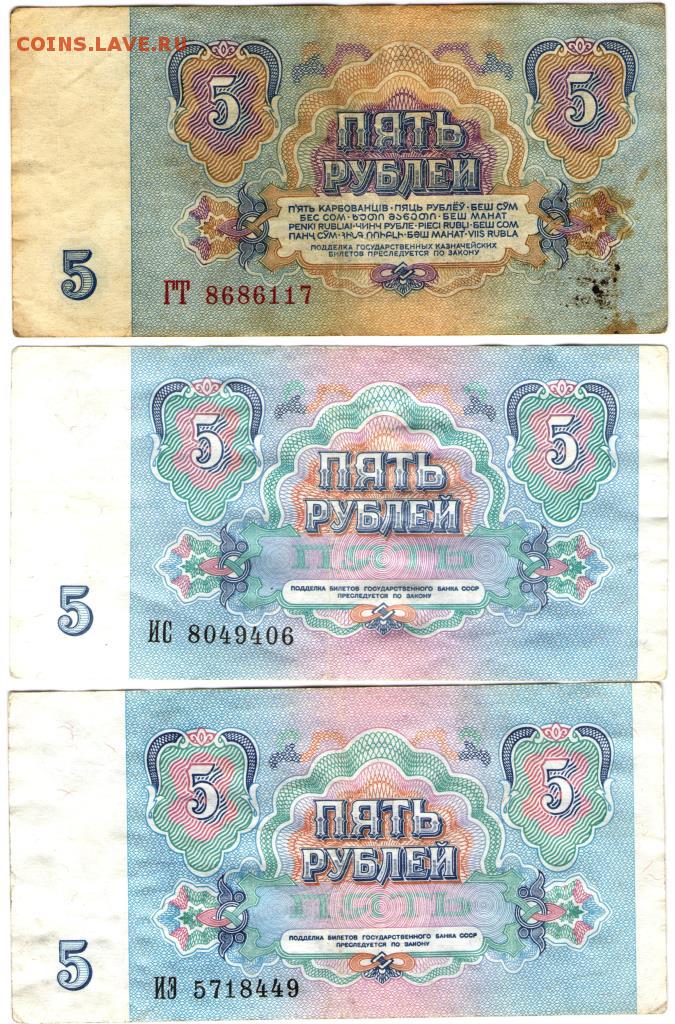 COINS.LAVE.RU
5
5
ПЯТЬ
РУБЛЕЙ
П'ЯТЬ КАРБОВАНЦІВ · ПЯЦЬ РУБЛЁЎ · БЕШ СЎМ
БЕС СОМ · ᲮᲣᲗᲘ ᲛᲐᲜᲔᲗᲘ · БЕШ МАНАТ
PENKI RUBLIAI · ЧИНЧ РУБЛЕ · PIECI RUBĻI · БЕШ СОМ
ПАНҶ СӮМ · ՀԻՆԳ ՌՈՒԲԼԻ · БӘШ МАНАТ · VIIS RUBLA
ПОДДЕЛКА ГОСУДАРСТВЕННЫХ КАЗНАЧЕЙСКИХ
БИЛЕТОВ ПРЕСЛЕДУЕТСЯ ПО ЗАКОНУ
5
ГТ 8686117
5
5
ПЯТЬ
РУБЛЕЙ
ПЯТЬ
ПОДДЕЛКА БИЛЕТОВ ГОСУДАРСТВЕННОГО БАНКА СССР
ПРЕСЛЕДУЕТСЯ ПО ЗАКОНУ
5
ИС 8049406
5
5
ПЯТЬ
РУБЛЕЙ
ПЯТЬ
ПОДДЕЛКА БИЛЕТОВ ГОСУДАРСТВЕННОГО БАНКА СССР
ПРЕСЛЕДУЕТСЯ ПО ЗАКОНУ
5
ИЭ 5718449